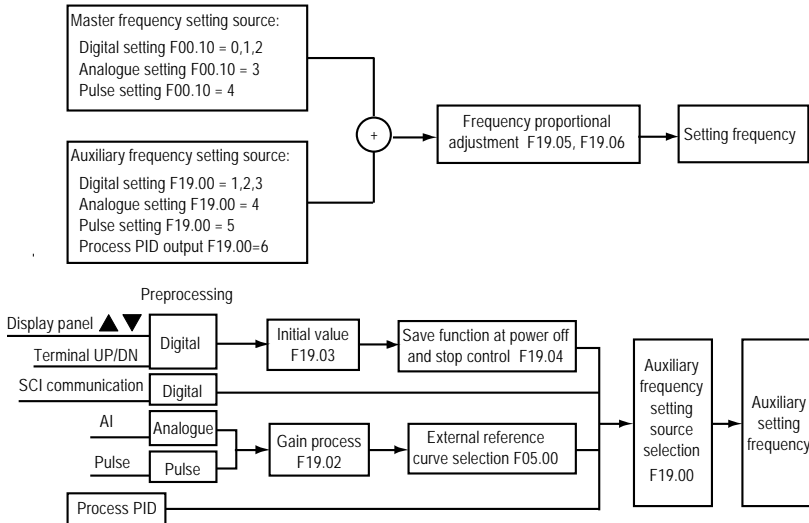 Master frequency setting source:
Digital setting F00.10 = 0,1,2
Analogue setting F00.10 = 3
Pulse setting F00.10 = 4
+
Frequency proportional
adjustment F19.05, F19.06
Setting frequency
Auxiliary frequency setting source:
Digital setting F19.00 = 1,2,3
Analogue setting F19.00 = 4
Pulse setting F19.00 = 5
Process PID output F19.00=6
Preprocessing
Display panel ▲ ▼
Terminal UP/DN
Digital
Initial value
F19.03
Save function at power off
and stop control F19.04
SCI communication
Digital
AI
Analogue
Pulse
Pulse
Gain process
F19.02
External reference
curve selection F05.00
Process PID
Auxiliary
frequency
setting
source
selection
F19.00
Auxiliary
setting
frequency